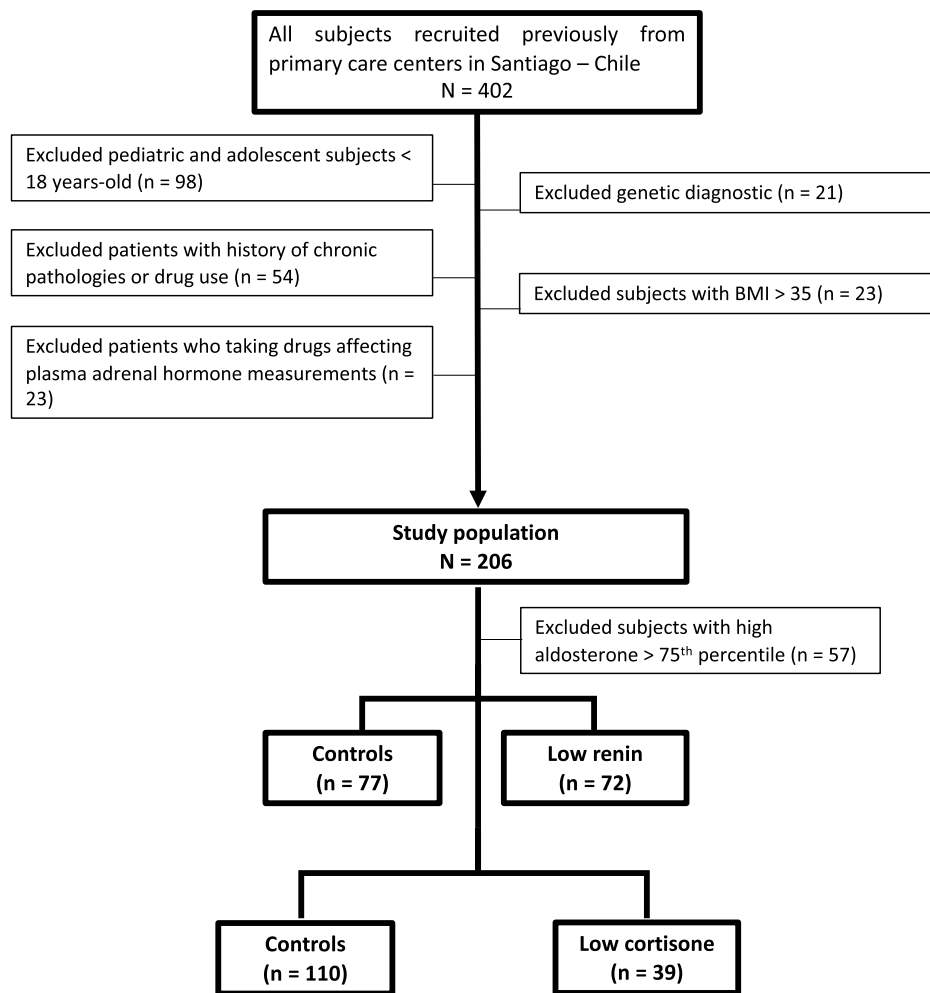 All subjects recruited previously from
primary care centers in Santiago – Chile
N = 402
Excluded pediatric and adolescent subjects <
18 years-old (n = 98)
Excluded genetic diagnostic (n = 21)
Excluded patients with history of chronic
pathologies or drug use (n = 54)
Excluded subjects with BMI > 35 (n = 23)
Excluded patients who taking drugs affecting
plasma adrenal hormone measurements (n =
23)
Study population
N = 206
Excluded subjects with high
aldosterone > 75th percentile (n = 57)
Controls
(n = 77)
Low renin
(n = 72)
Controls
(n = 110)
Low cortisone
(n = 39)